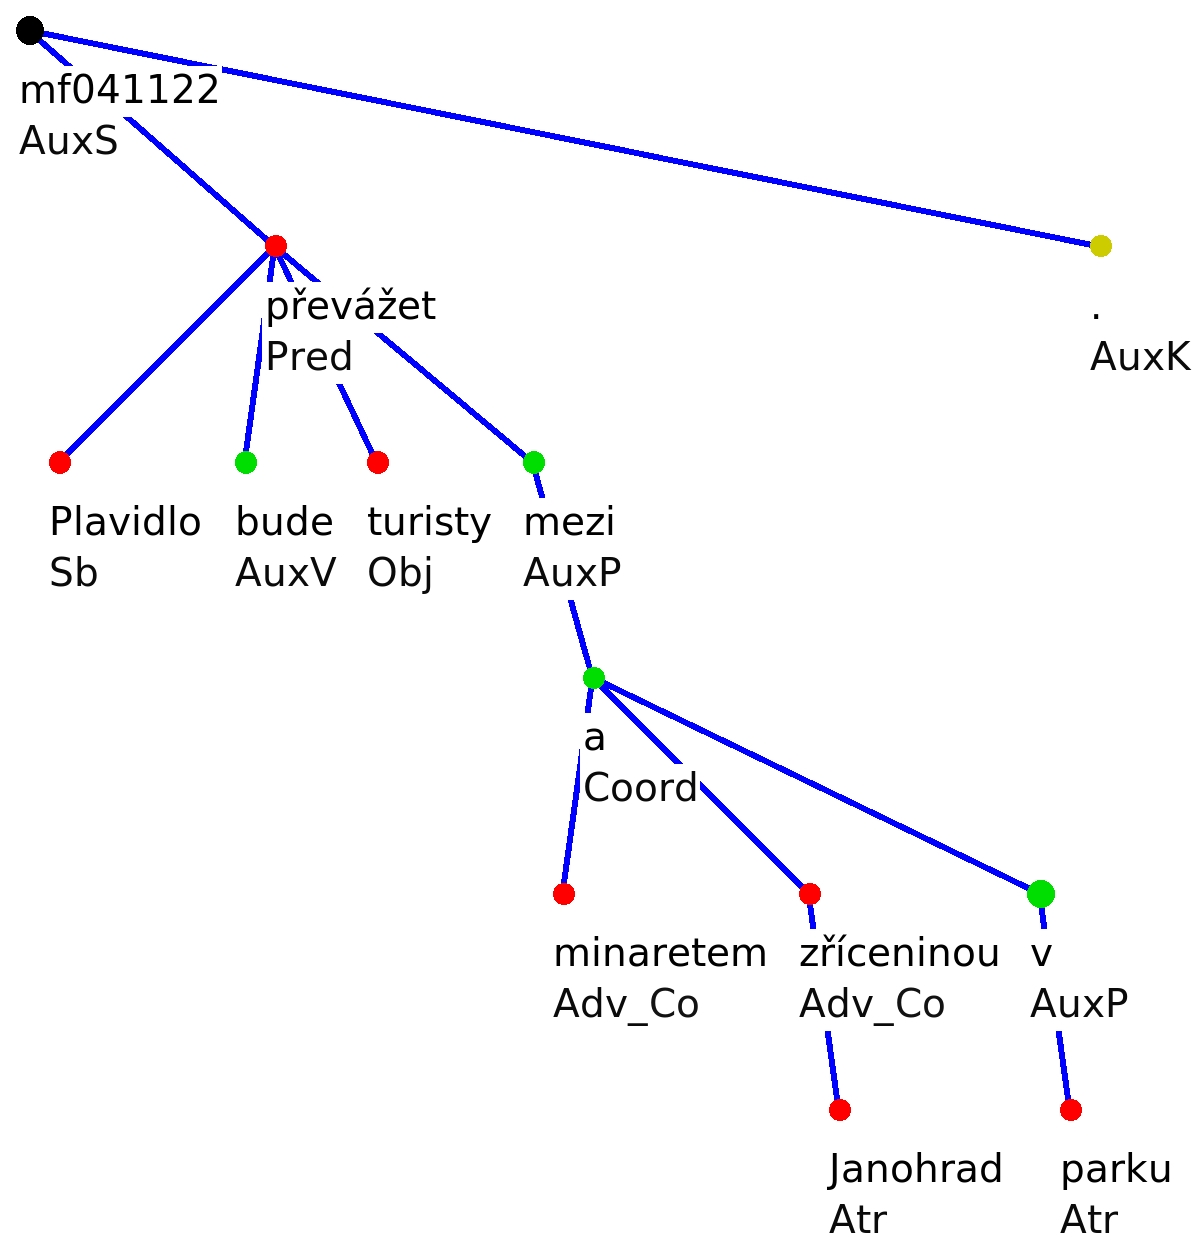 mf041122
AuxS
převážet
Pred
.
AuxK
Plavidlo
Sb
bude
AuxV
turisty
Obj
mezi
AuxP
a
Coord
minaretem
Adv_Co
zříceninou
Adv_Co
v
AuxP
Janohrad
Atr
parku
Atr